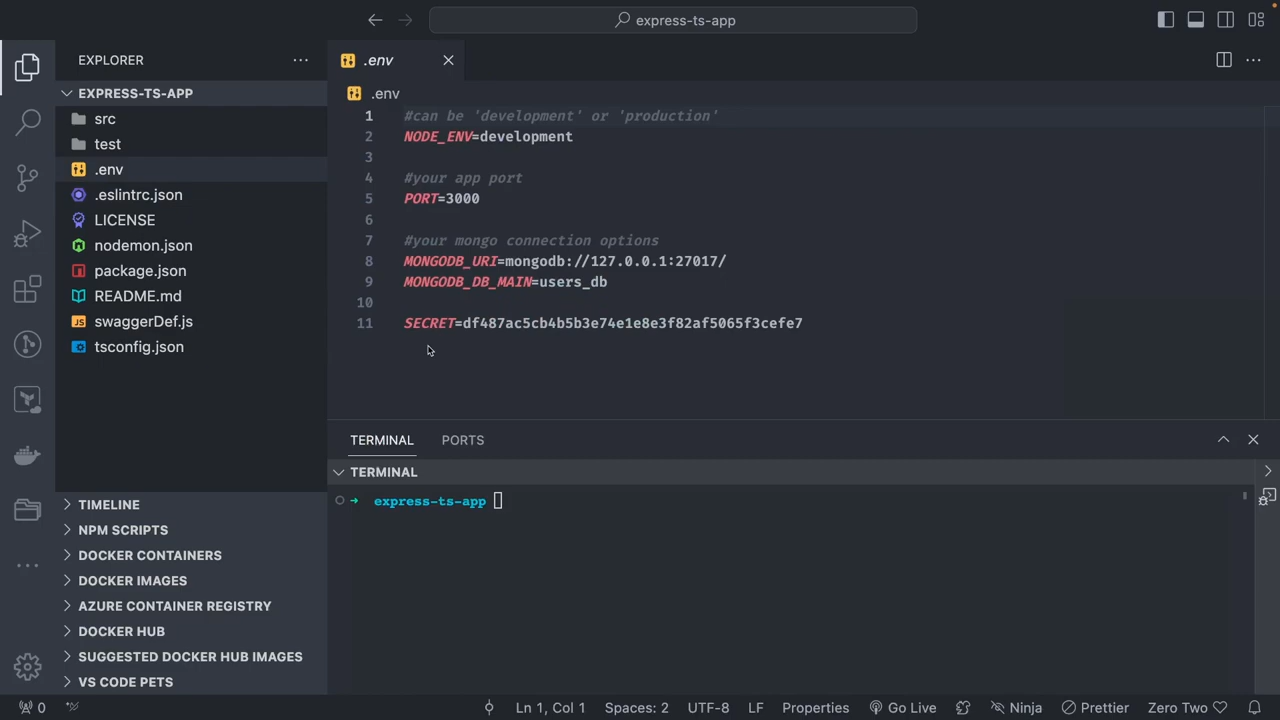 express-ts-app
EXPLORER
EXPRESS-TS-APP
src
test
.env
.eslintrc.json
LICENSE
nodemon.json
package.json
README.md
swaggerDef.js
tsconfig.json
TIMELINE
NPM SCRIPTS
DOCKER CONTAINERS
DOCKER IMAGES
AZURE CONTAINER REGISTRY
DOCKER HUB
SUGGESTED DOCKER HUB IMAGES
VS CODE PETS
.env
.env
1 #can be 'development' or 'production'
2 NODE_ENV=development
3
4 #your app port
5 PORT=3000
6
7 #your mongo connection options
8 MONGODB_URI=mongodb://127.0.0.1:27017/
9 MONGODB_DB_MAIN=users_db
10
11 SECRET=df487ac5cb4b5b3e74e1e8e3f82af5065f3cefe7
TERMINAL PORTS
TERMINAL
express-ts-app
0 Ln 1, Col 1 Spaces: 2 UTF-8 LF Properties Go Live Ninja Prettier Zero Two